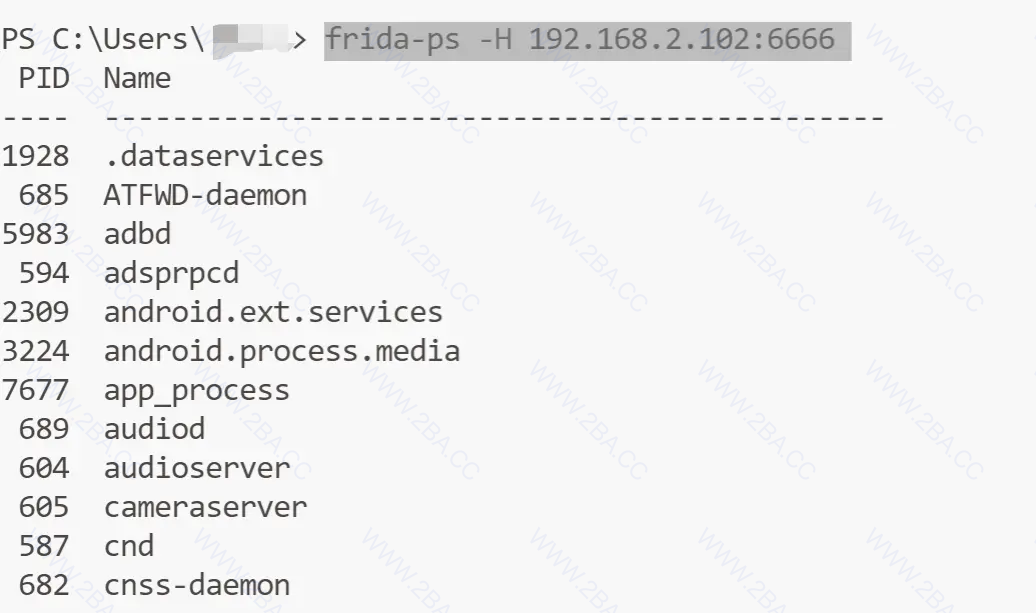 PS C:\Users\ > frida-ps -H 192.168.2.102:6666
PID Name
---- ----------------------------------------------
1928 .dataservices
685 ATFWD-daemon
5983 adbd
594 adsprpcd
2309 android.ext.services
3224 android.process.media
7677 app_process
689 audiod
604 audioserver
605 cameraserver
587 cnd
682 cnss-daemon
WWW.2BA.CC